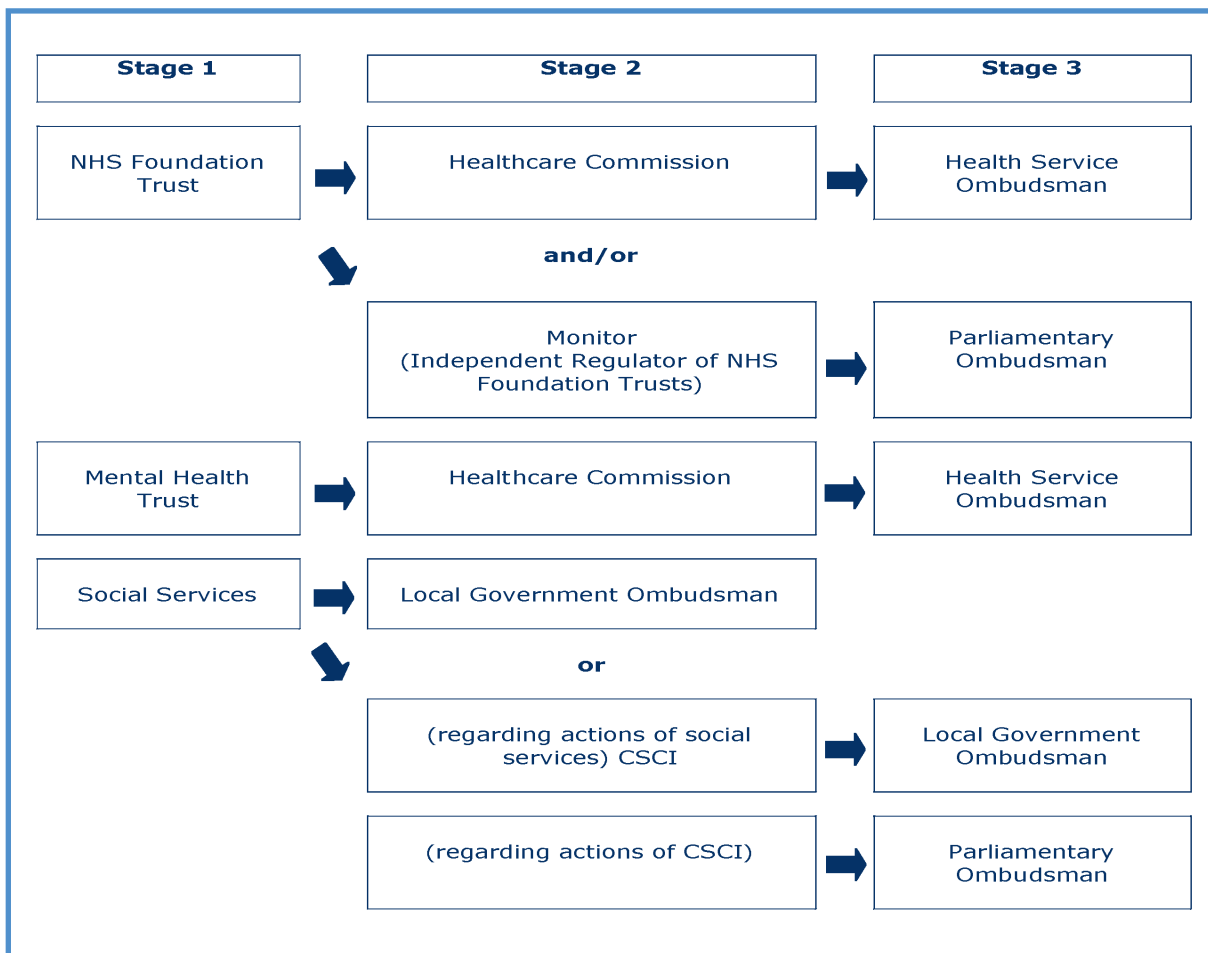 Stage 1
Stage 2
Stage 3
NHS Foundation
Trust
Healthcare Commission
Health Service
Ombudsman
and/or
Monitor
(Independent Regulator of NHS
Foundation Trusts)
Parliamentary
Ombudsman
Mental Health
Trust
Healthcare Commission
Health Service
Ombudsman
Social Services
Local Government Ombudsman
or
(regarding actions of social
services) CSCI
Local Government
Ombudsman
(regarding actions of CSCI)
Parliamentary
Ombudsman